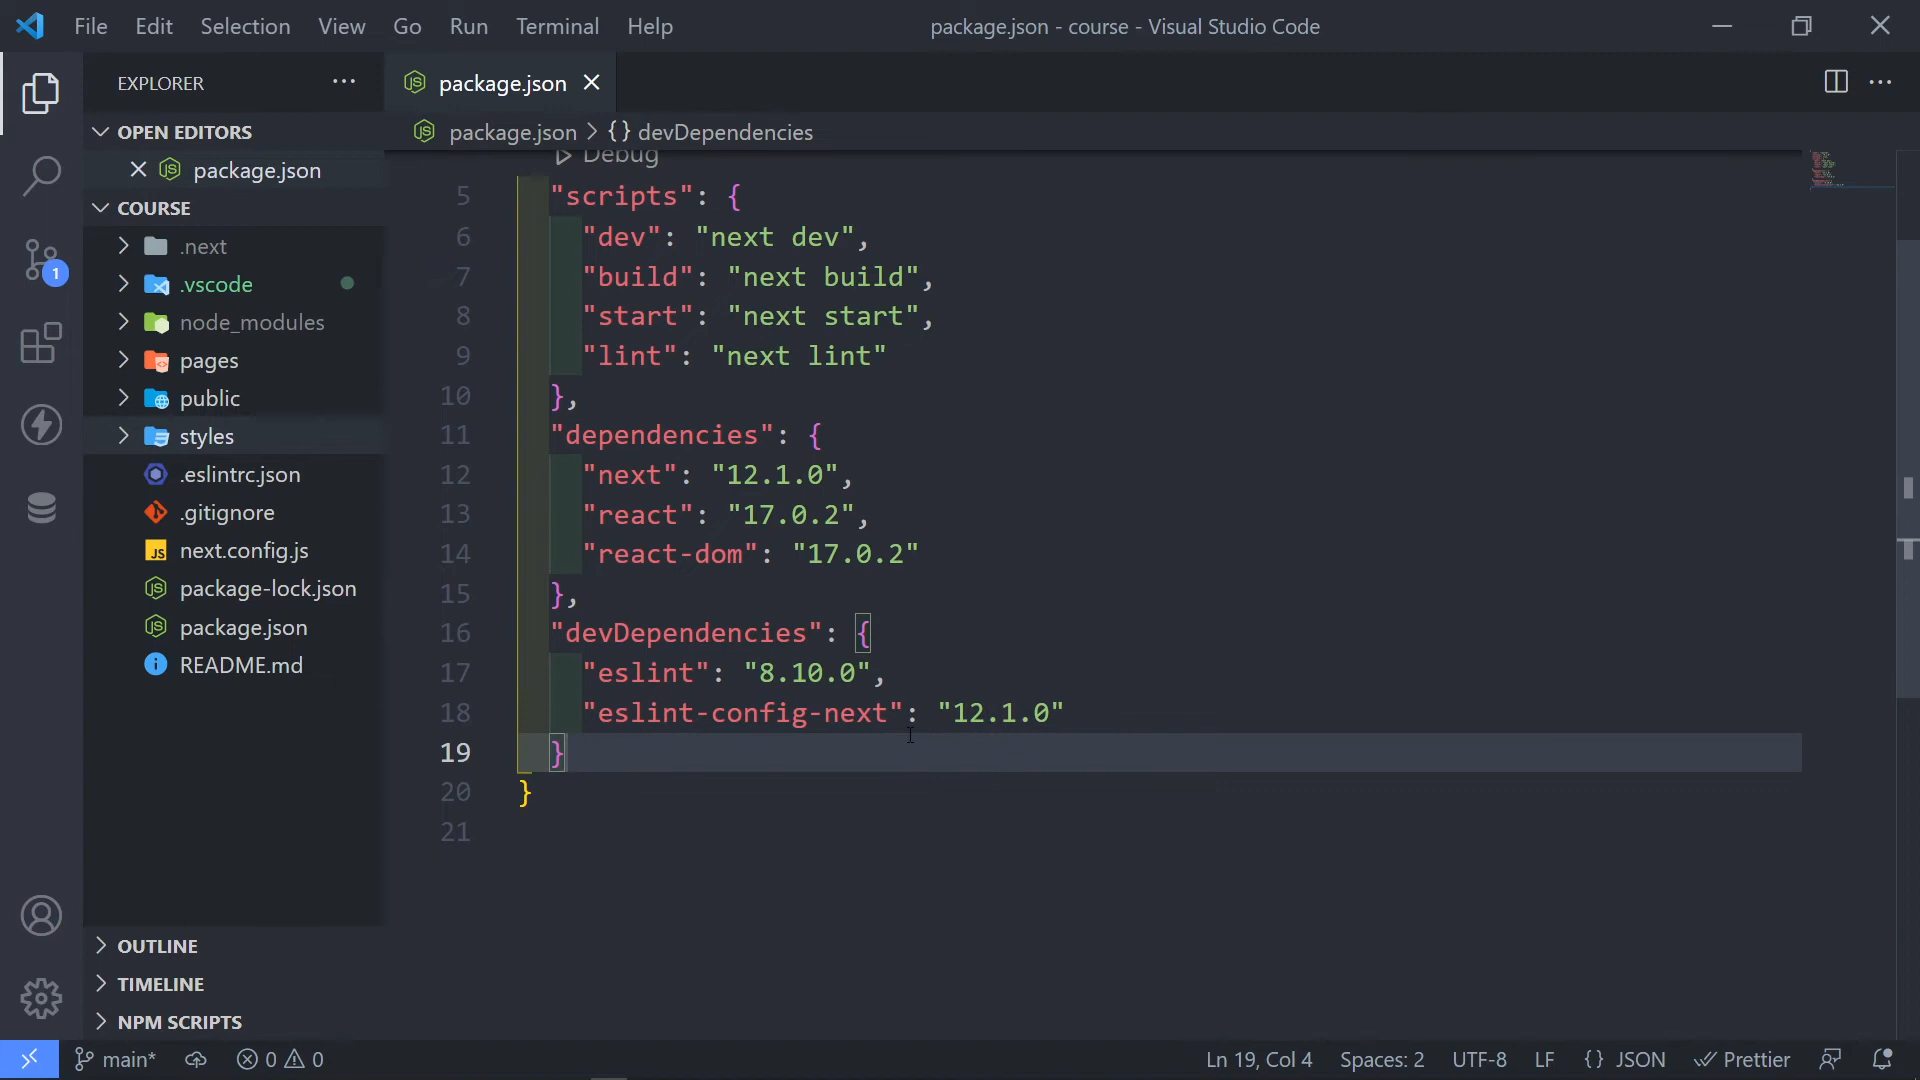 File Edit Selection View Go Run Terminal Help package.json - course - Visual Studio Code
EXPLORER
package.json
OPEN EDITORS
package.json
COURSE
.next
.vscode
node_modules
pages
public
styles
.eslintrc.json
.gitignore
next.config.js
package-lock.json
package.json
README.md
OUTLINE
TIMELINE
NPM SCRIPTS
package.json > {} devDependencies
Debug
5 "scripts": {
6 "dev": "next dev",
7 "build": "next build",
8 "start": "next start",
9 "lint": "next lint"
10 },
11 "dependencies": {
12 "next": "12.1.0",
13 "react": "17.0.2",
14 "react-dom": "17.0.2"
15 },
16 "devDependencies": {
17 "eslint": "8.10.0",
18 "eslint-config-next": "12.1.0"
19 }
20 }
21
1
main* 0 0 Ln 19, Col 4 Spaces: 2 UTF-8 LF {} JSON Prettier